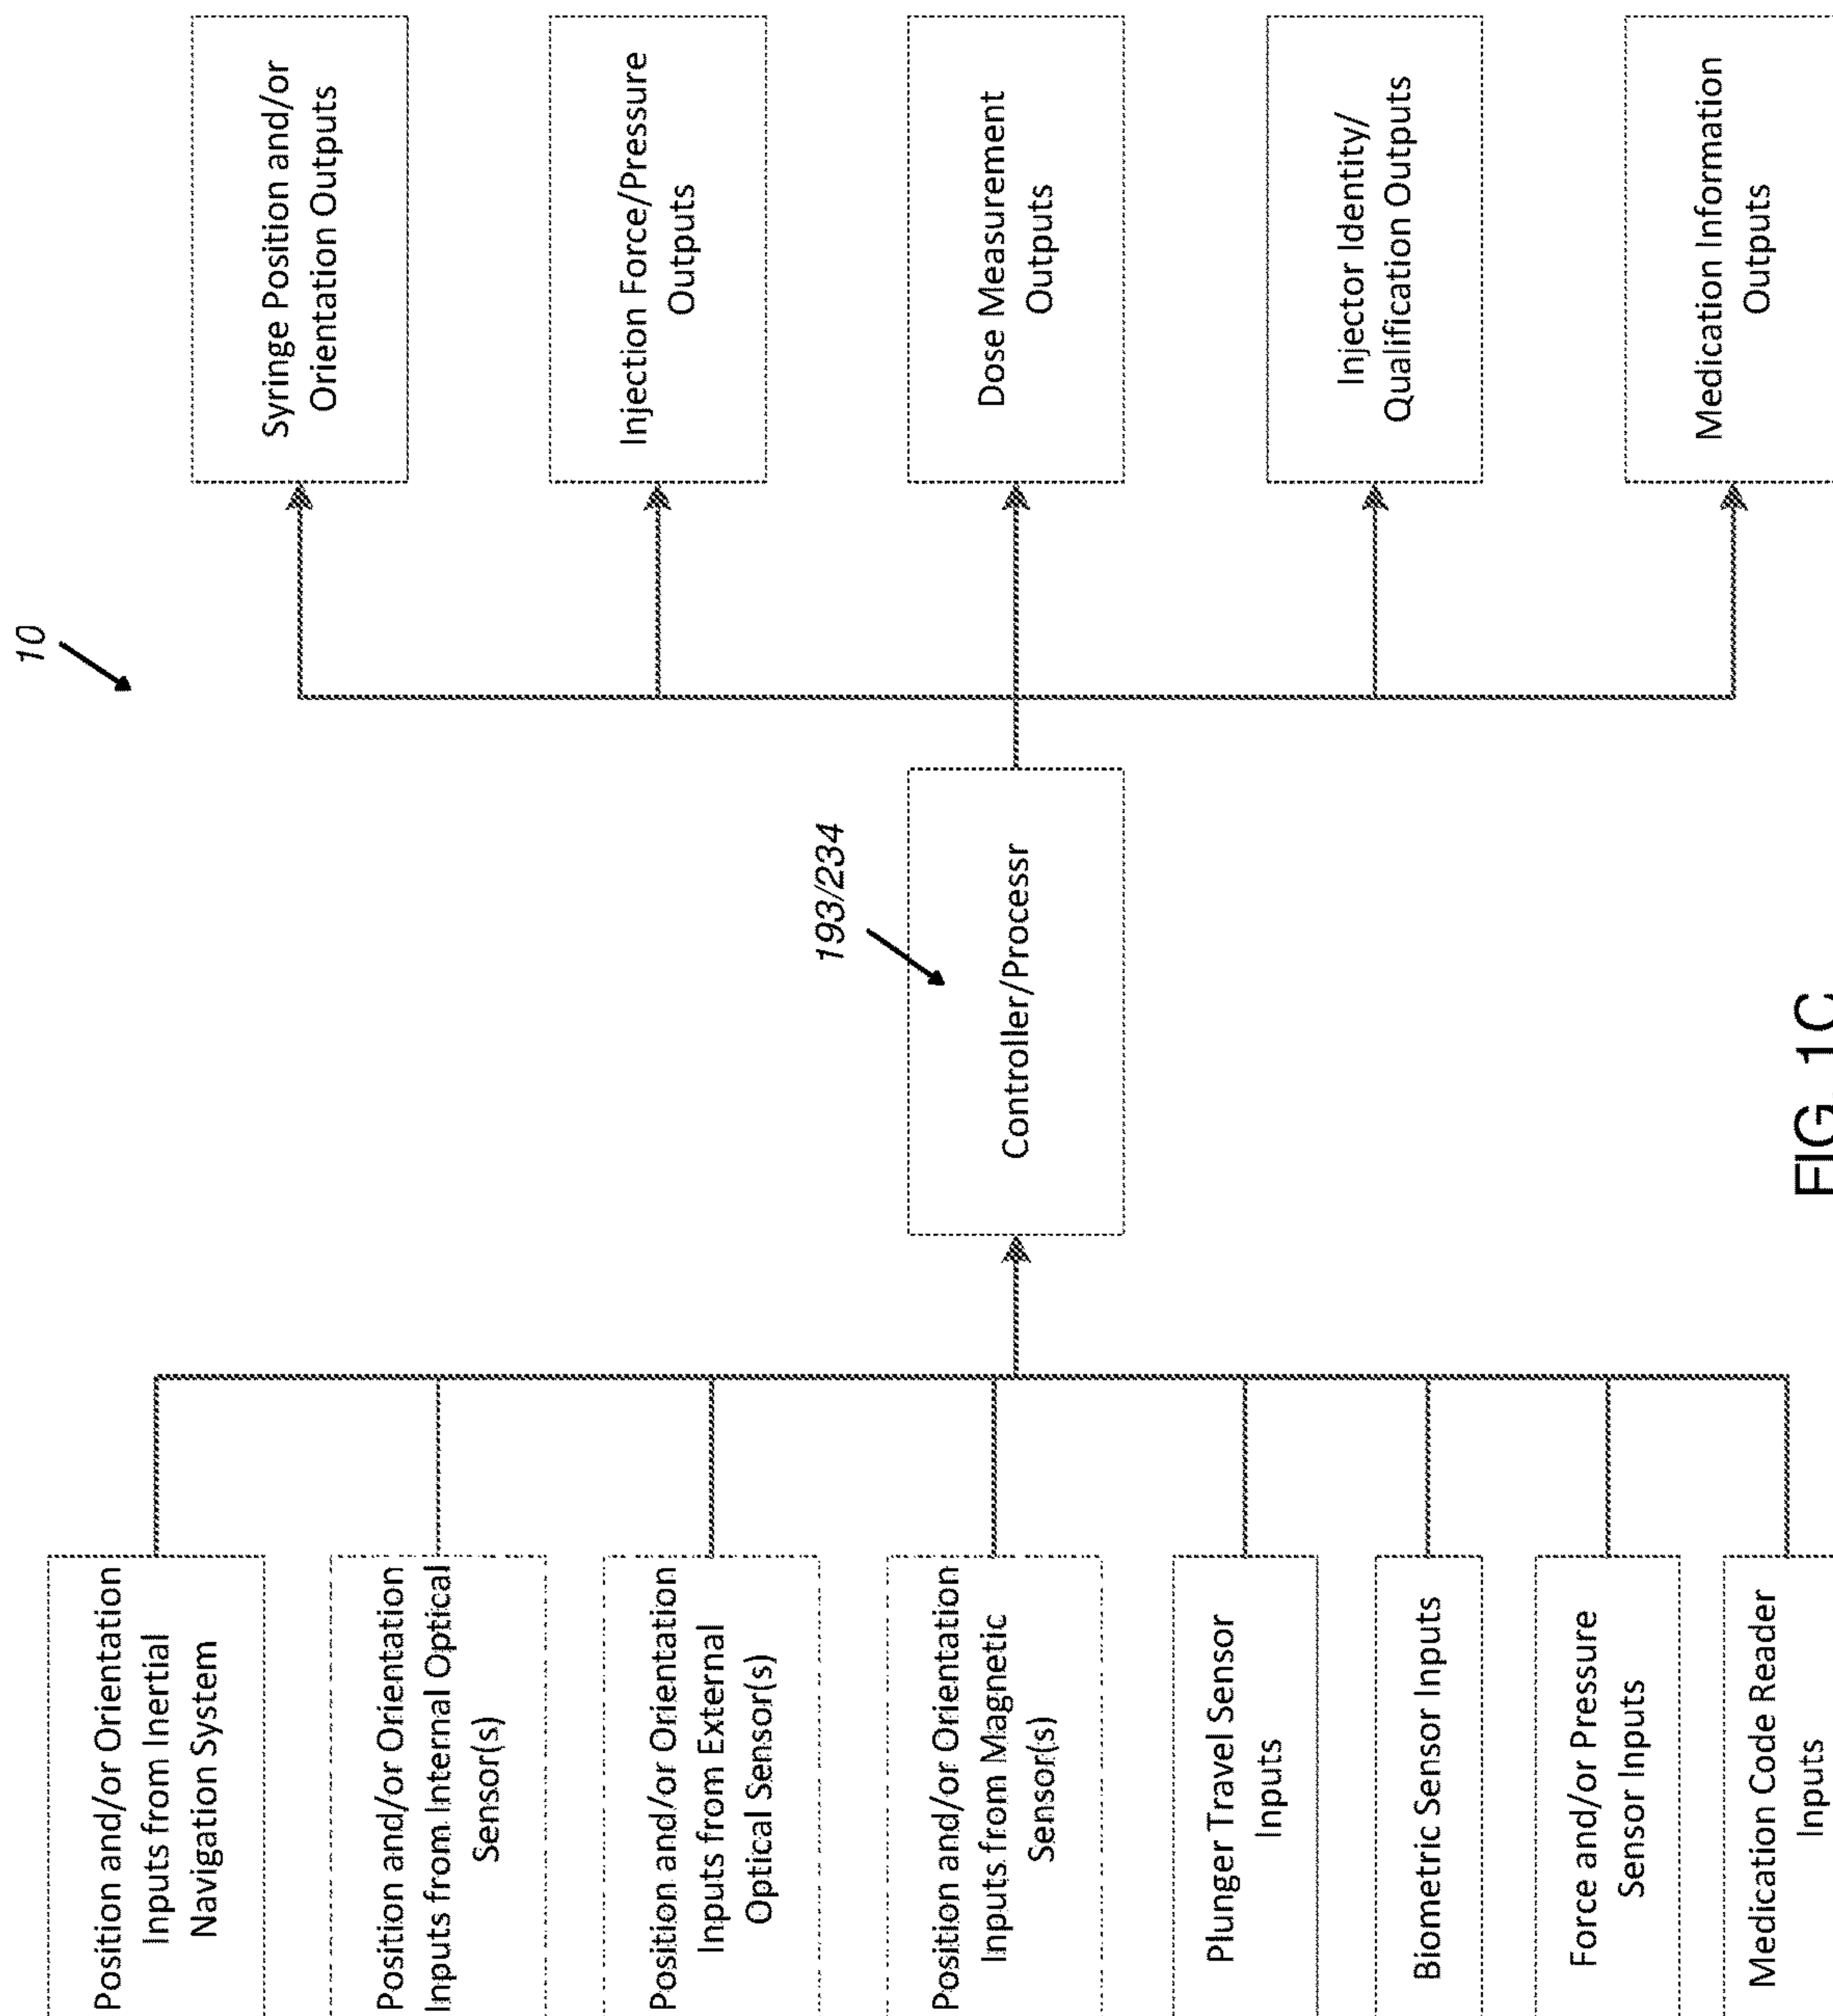 10
Position and/or Orientation
Inputs from Inertial
Navigation System
Position and/or Orientation
Inputs from Internal Optical
Sensor(s)
Position and/or Orientation
Inputs from External
Optical Sensor(s)
Position and/or Orientation
Inputs from Magnetic
Sensor(s)
Plunger Travel Sensor
Inputs
Biometric Sensor Inputs
Force and/or Pressure
Sensor Inputs
Medication Code Reader
Inputs
193/234
Controller/Processr
Syringe Position and/or
Orientation Outputs
Injection Force/Pressure
Outputs
Dose Measurement
Outputs
Injector Identity/
Qualification Outputs
Medication Information
Outputs
FIG. 1C